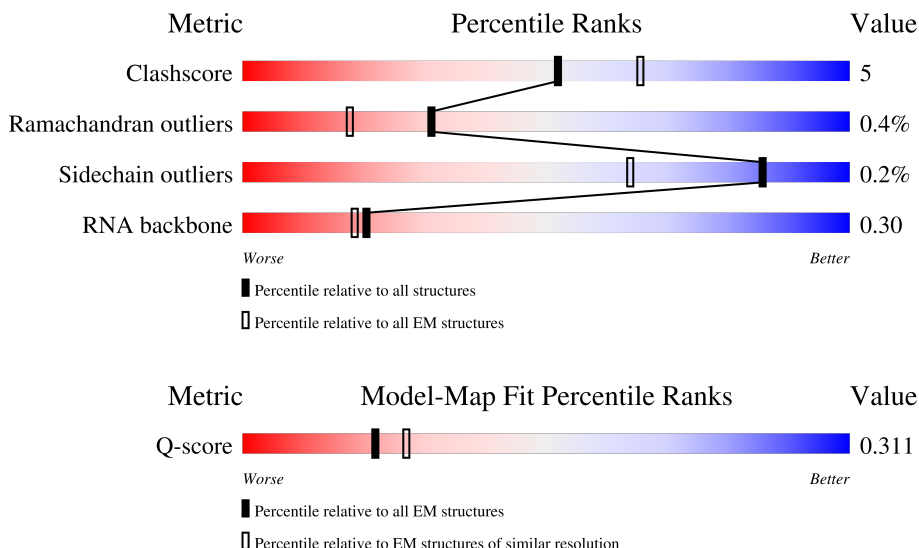 Metric Percentile Ranks Value
Clashscore 5
Ramachandran outliers 0.4%
Sidechain outliers 0.2%
RNA backbone 0.30
Worse Better
Percentile relative to all structures
Percentile relative to all EM structures
Metric Model-Map Fit Percentile Ranks Value
Q-score 0.311
Worse Better
Percentile relative to all EM structures
Percentile relative to EM structures of similar resolution